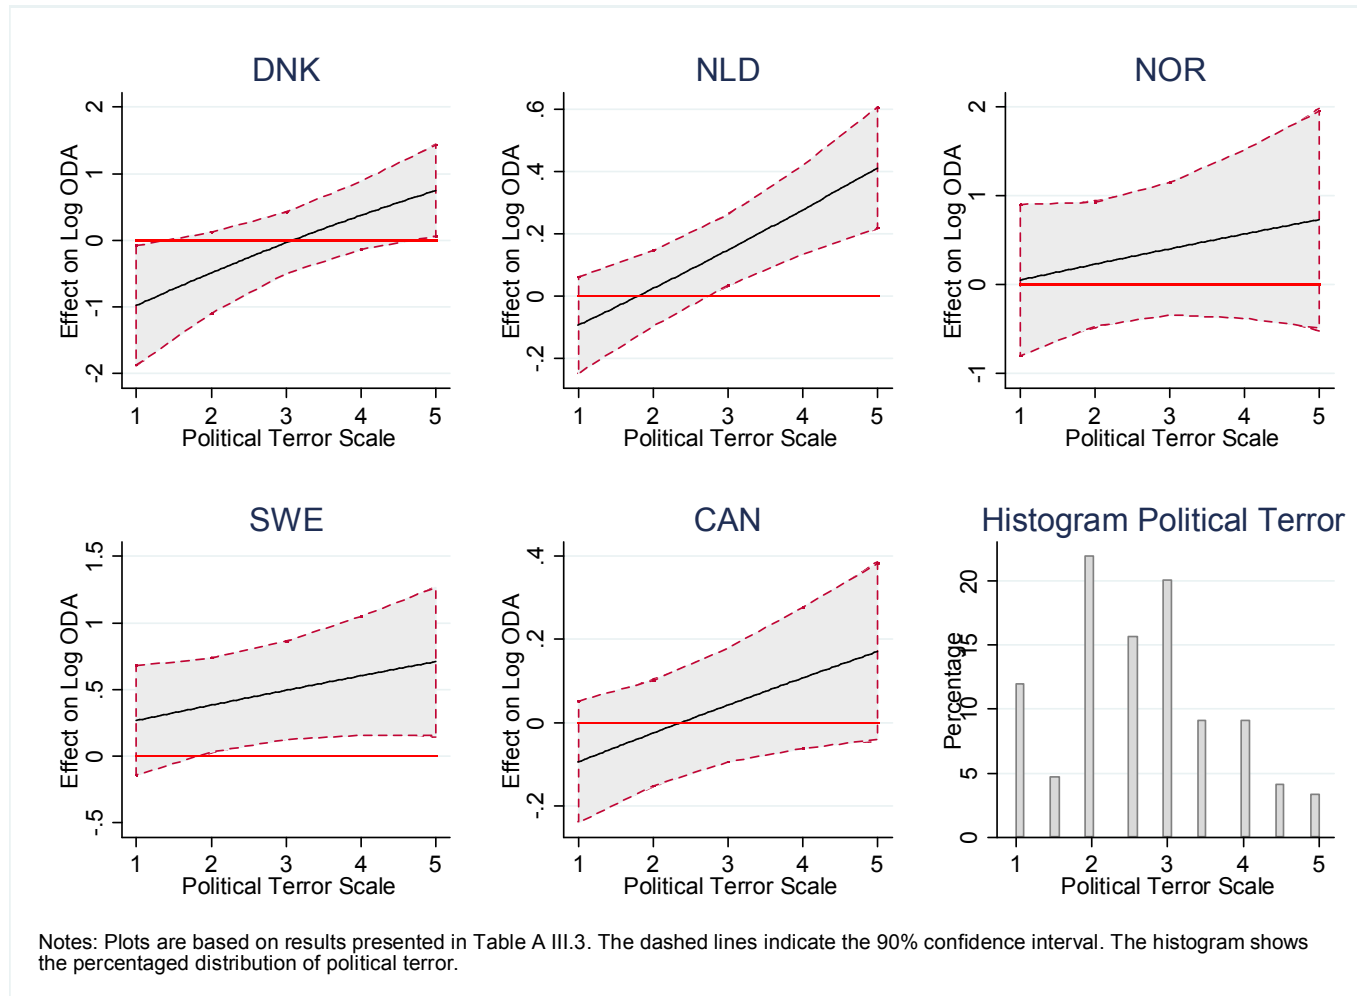 DNK
NLD
NOR
Effect on Log ODA
2
1
0
-1
-2
1 2 3 4 5
Political Terror Scale
Effect on Log ODA
.6
.4
.2
0
-.2
1 2 3 4 5
Political Terror Scale
Effect on Log ODA
2
1
0
-1
1 2 3 4 5
Political Terror Scale
SWE
CAN
Histogram Political Terror
Effect on Log ODA
1.5
1
.5
0
-.5
1 2 3 4 5
Political Terror Scale
Effect on Log ODA
.4
.2
0
-.2
1 2 3 4 5
Political Terror Scale
Percentage
20
15
10
5
0
1 2 3 4 5
Political Terror Scale
Notes: Plots are based on results presented in Table A III.3. The dashed lines indicate the 90% confidence interval. The histogram shows
the percentaged distribution of political terror.